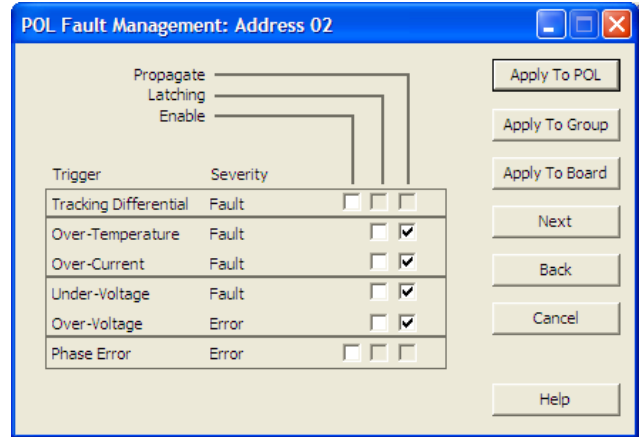 POL Fault Management: Address 02
Propagate
Latching
Enable
Trigger Severity
Tracking Differential Fault
Over-Temperature Fault
Over-Current Fault
Under-Voltage Fault
Over-Voltage Error
Phase Error Error
Apply To POL
Apply To Group
Apply To Board
Next
Back
Cancel
Help